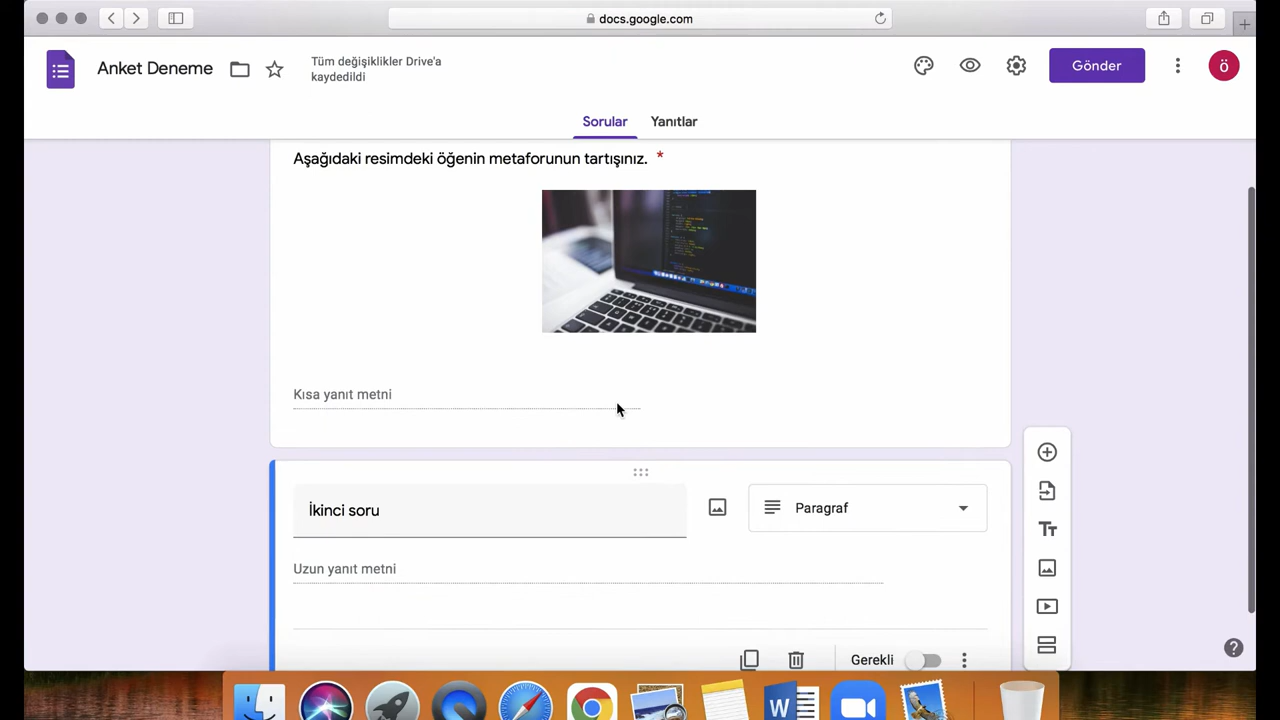 docs.google.com
Anket Deneme
Tüm değişiklikler Drive'a
kaydedildi
Gönder
ö
Sorular
Yanıtlar
Aşağıdaki resimdeki öğenin metaforunun tartışınız. *
Kısa yanıt metni
İkinci soru
Paragraf
Uzun yanıt metni
Gerekli